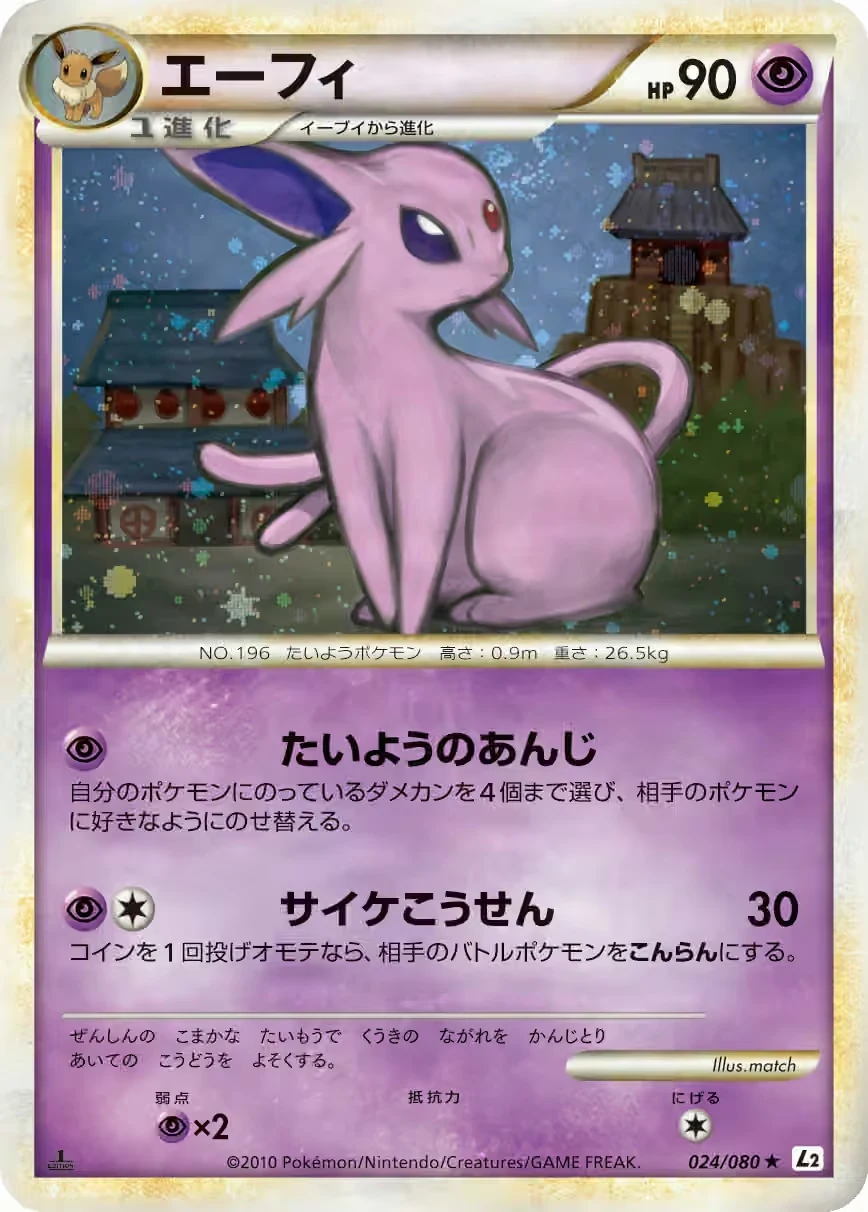 エーフィ HP 90
1進化 イーブイから進化
NO.196 たいようポケモン 高さ：0.9m 重さ：26.5kg
たいようのあんじ
自分のポケモンにのっているダメカンを4個まで選び、相手のポケモン
に好きなようにのせ替える。
サイケこうせん 30
コインを1回投げオモテなら、相手のバトルポケモンをこんらんにする。
ぜんしんの こまかな たいもうで くうきの ながれを かんじとり
あいての こうどうを よそくする。
Illus.match
弱点 抵抗力 にげる
×2
1 EDITION ©2010 Pokémon/Nintendo/Creatures/GAME FREAK. 024/080 ★ L2